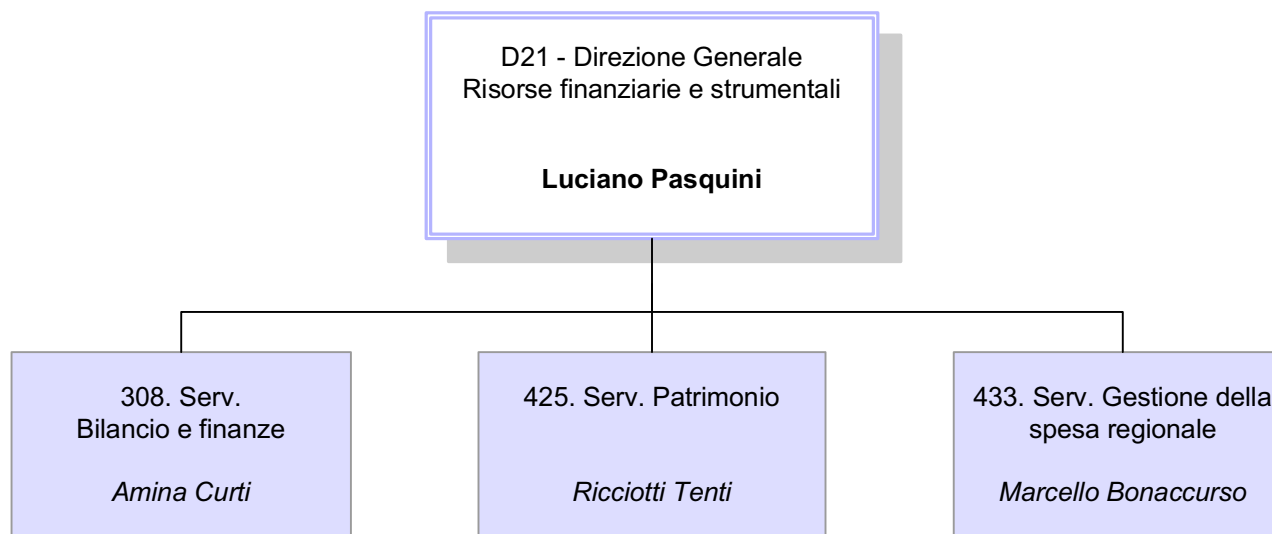 D21 - Direzione Generale
Risorse finanziarie e strumentali
Luciano Pasquini
308. Serv.
Bilancio e finanze
Amina Curti
425. Serv. Patrimonio
Ricciotti Tenti
433. Serv. Gestione della
spesa regionale
Marcello Bonaccurso